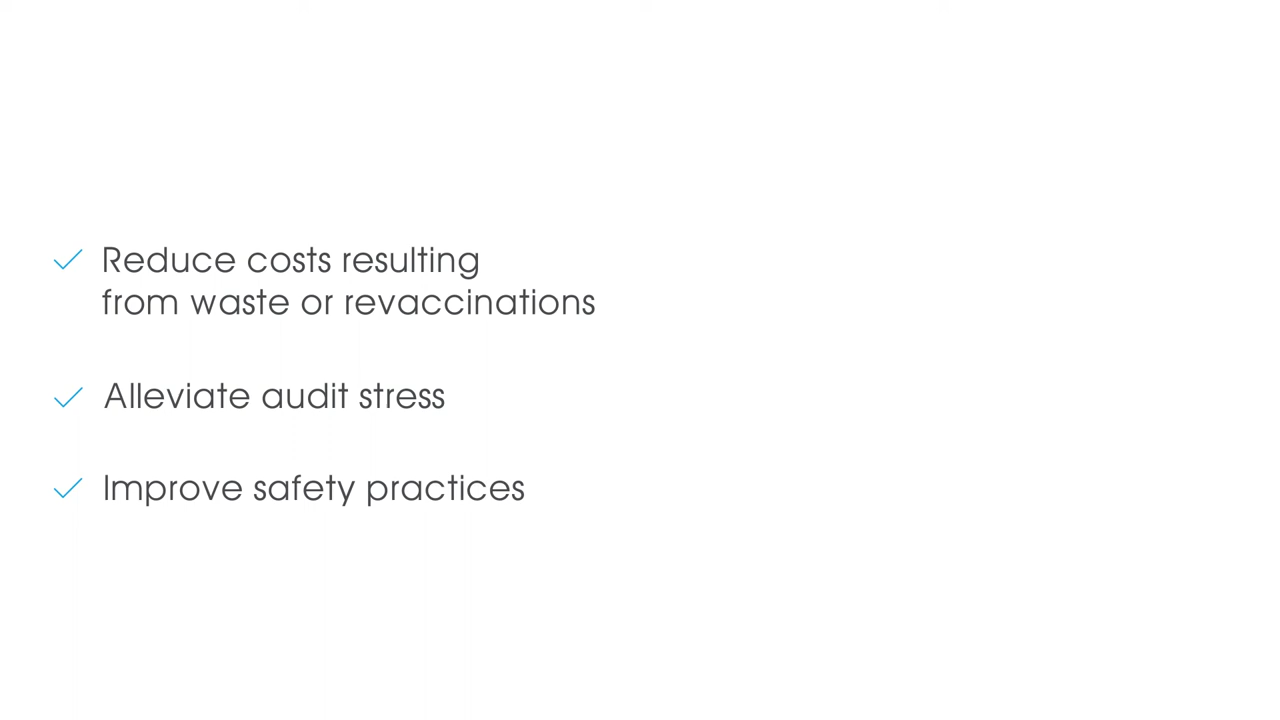 Reduce costs resulting
from waste or revaccinations
Alleviate audit stress
Improve safety practices